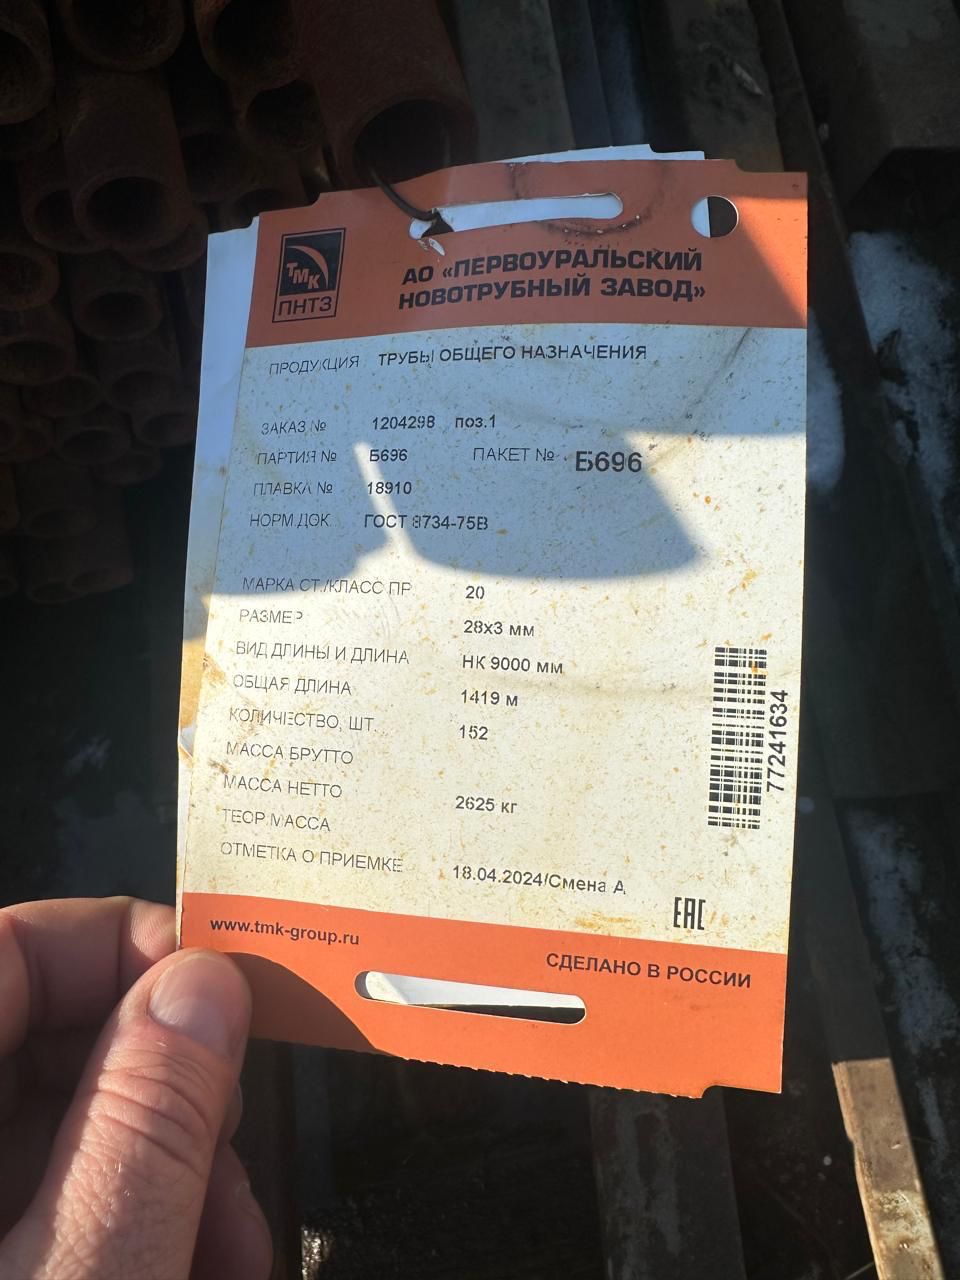 ТМК
ПНТЗ
АО «ПЕРВОУРАЛЬСКИЙ
НОВОТРУБНЫЙ ЗАВОД»
ПРОДУКЦИЯ ТРУБЫ ОБЩЕГО НАЗНАЧЕНИЯ
ЗАКАЗ № 1204298 поз.1
ПАРТИЯ № Б696 ПАКЕТ № Б696
ПЛАВКА № 18910
НОРМ.ДОК. ГОСТ 8734-75В
МАРКА СТ./КЛАСС ПР 20
РАЗМЕР 28х3 мм
ВИД ДЛИНЫ И ДЛИНА НК 9000 мм
ОБЩАЯ ДЛИНА 1419 м
КОЛИЧЕСТВО, ШТ. 152
МАССА БРУТТО
МАССА НЕТТО 2625 кг
ТЕОР.МАССА
ОТМЕТКА О ПРИЕМКЕ 18.04.2024/Смена А
77241634
EAC
www.tmk-group.ru
СДЕЛАНО В РОССИИ